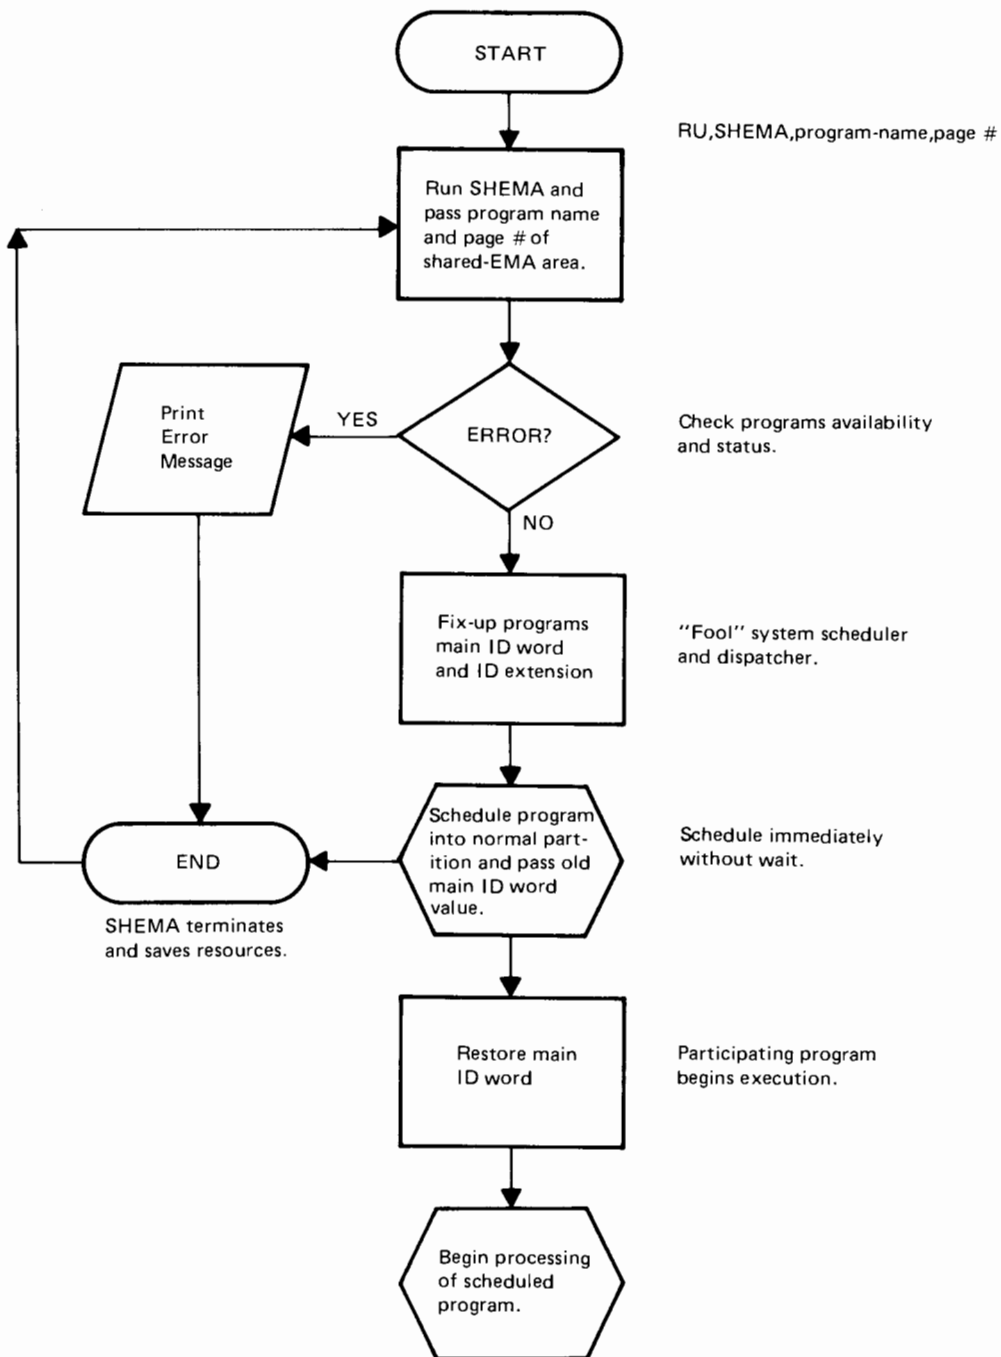 START
RU,SHEMA,program-name,page #
Run SHEMA and
pass program name
and page # of
shared-EMA area.
Print
Error
Message
YES
ERROR?
Check programs availability
and status.
NO
Fix-up programs
main ID word
and ID extension
"Fool" system scheduler
and dispatcher.
Schedule program
into normal part-
ition and pass old
main ID word
value.
Schedule immediately
without wait.
END
SHEMA terminates
and saves resources.
Restore main
ID word
Participating program
begins execution.
Begin processing
of scheduled
program.